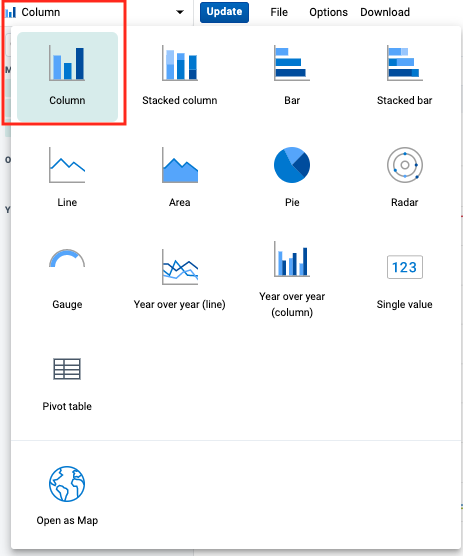 Column
Update
File
Options
Download
M
Column
Stacked column
Bar
Stacked bar
Line
Area
Pie
Radar
O
Y
Gauge
Year over year (line)
Year over year
(column)
123
Single value
Pivot table
Open as Map